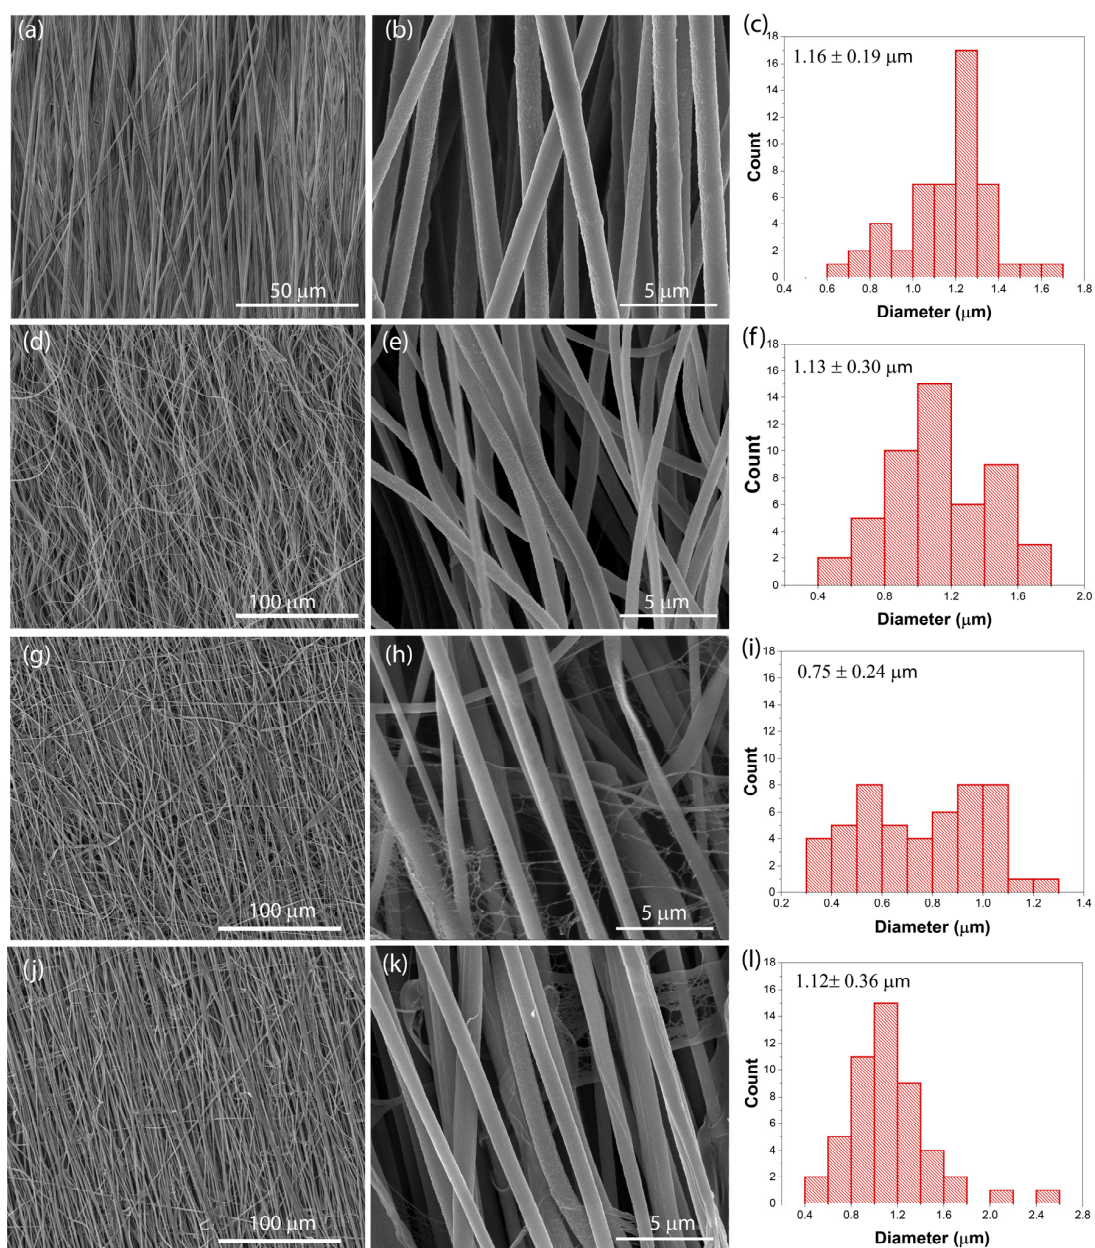 (a)
50 μm
(b)
5 μm
(c)
1.16 ± 0.19 μm
Count
18
16
14
12
10
8
6
4
2
0
0.4 0.6 0.8 1.0 1.2 1.4 1.6 1.8
Diameter (μm)
(d)
100 μm
(e)
5 μm
(f)
1.13 ± 0.30 μm
Count
18
16
14
12
10
8
6
4
2
0
0.4 0.8 1.2 1.6 2.0
Diameter (μm)
(g)
100 μm
(h)
5 μm
(i)
0.75 ± 0.24 μm
Count
18
16
14
12
10
8
6
4
2
0
0.2 0.4 0.6 0.8 1.0 1.2 1.4
Diameter (μm)
(j)
100 μm
(k)
5 μm
(l)
1.12± 0.36 μm
Count
18
16
14
12
10
8
6
4
2
0
0.4 0.8 1.2 1.6 2.0 2.4 2.8
Diameter (μm)